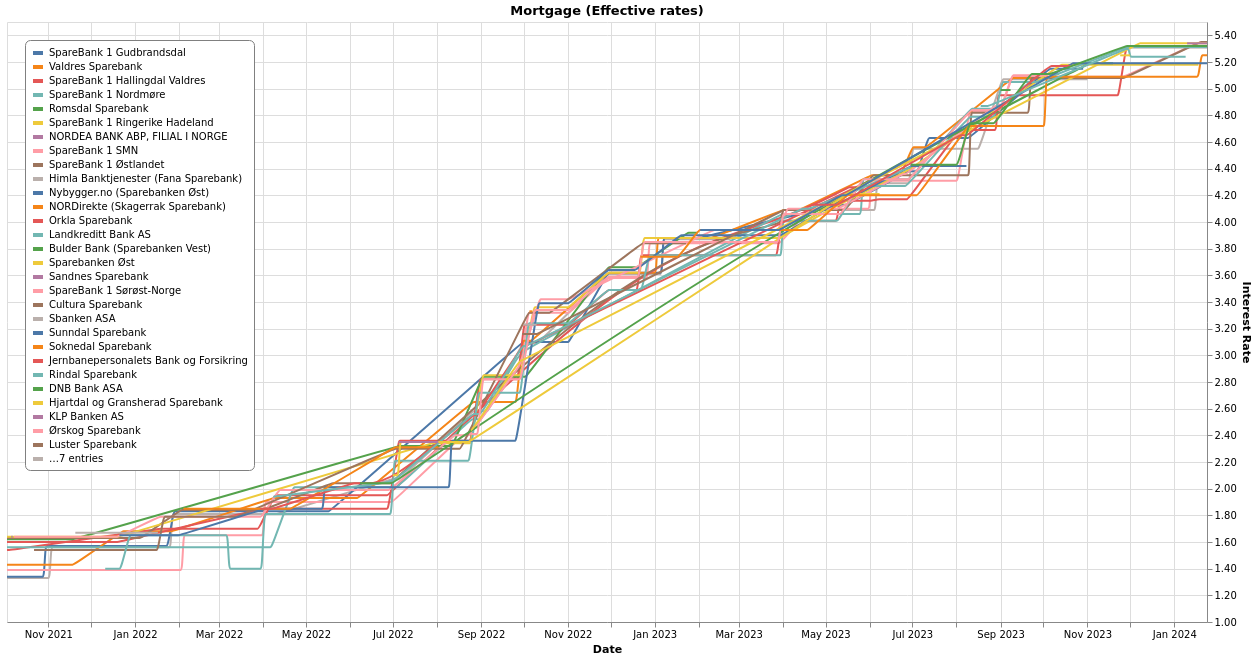 Mortgage (Effective rates)
SpareBank 1 Gudbrandsdal
Valdres Sparebank
SpareBank 1 Hallingdal Valdres
SpareBank 1 Nordmøre
Romsdal Sparebank
SpareBank 1 Ringerike Hadeland
NORDEA BANK ABP, FILIAL I NORGE
SpareBank 1 SMN
SpareBank 1 Østlandet
Himla Banktjenester (Fana Sparebank)
Nybygger.no (Sparebanken Øst)
NORDirekte (Skagerrak Sparebank)
Orkla Sparebank
Landkreditt Bank AS
Bulder Bank (Sparebanken Vest)
Sparebanken Øst
Sandnes Sparebank
SpareBank 1 Sørøst-Norge
Cultura Sparebank
Sbanken ASA
Sunndal Sparebank
Soknedal Sparebank
Jernbanepersonalets Bank og Forsikring
Rindal Sparebank
DNB Bank ASA
Hjartdal og Gransherad Sparebank
KLP Banken AS
Ørskog Sparebank
Luster Sparebank
...7 entries
5.40
5.20
5.00
4.80
4.60
4.40
4.20
4.00
3.80
3.60
3.40
3.20
3.00
2.80
2.60
2.40
2.20
2.00
1.80
1.60
1.40
1.20
1.00
Interest Rate
Nov 2021
Jan 2022
Mar 2022
May 2022
Jul 2022
Sep 2022
Nov 2022
Jan 2023
Mar 2023
May 2023
Jul 2023
Sep 2023
Nov 2023
Jan 2024
Date